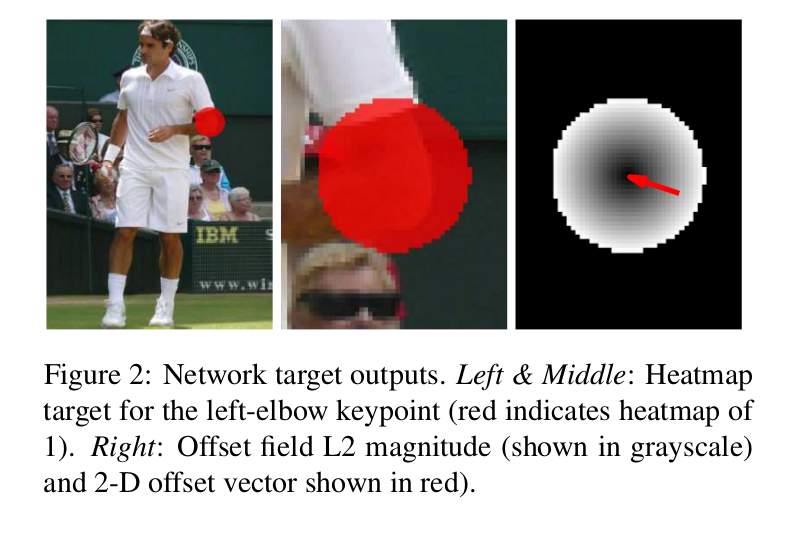 IBM
www.wi
Figure 2: Network target outputs. Left & Middle: Heatmap
target for the left-elbow keypoint (red indicates heatmap of
1). Right: Offset field L2 magnitude (shown in grayscale)
and 2-D offset vector shown in red).